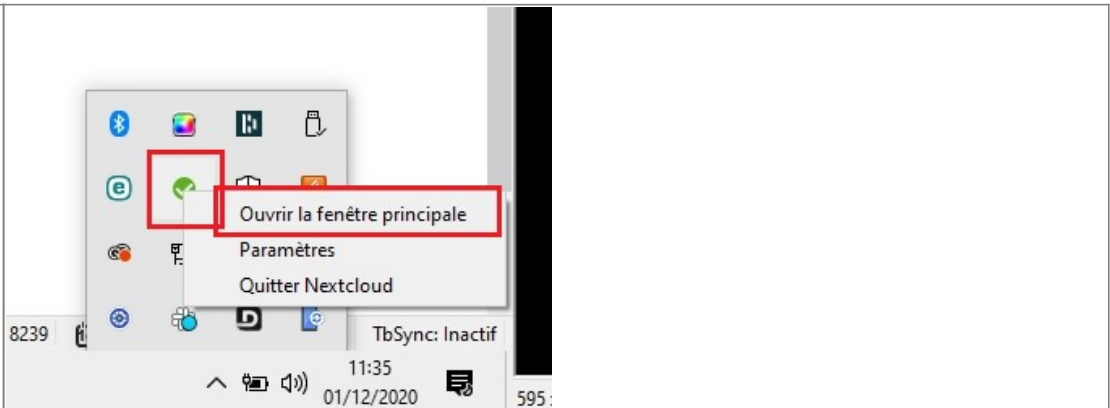 Ouvrir la fenêtre principale
Paramètres
Quitter Nextcloud
8239
TbSync: Inactif
11:35
01/12/2020
595